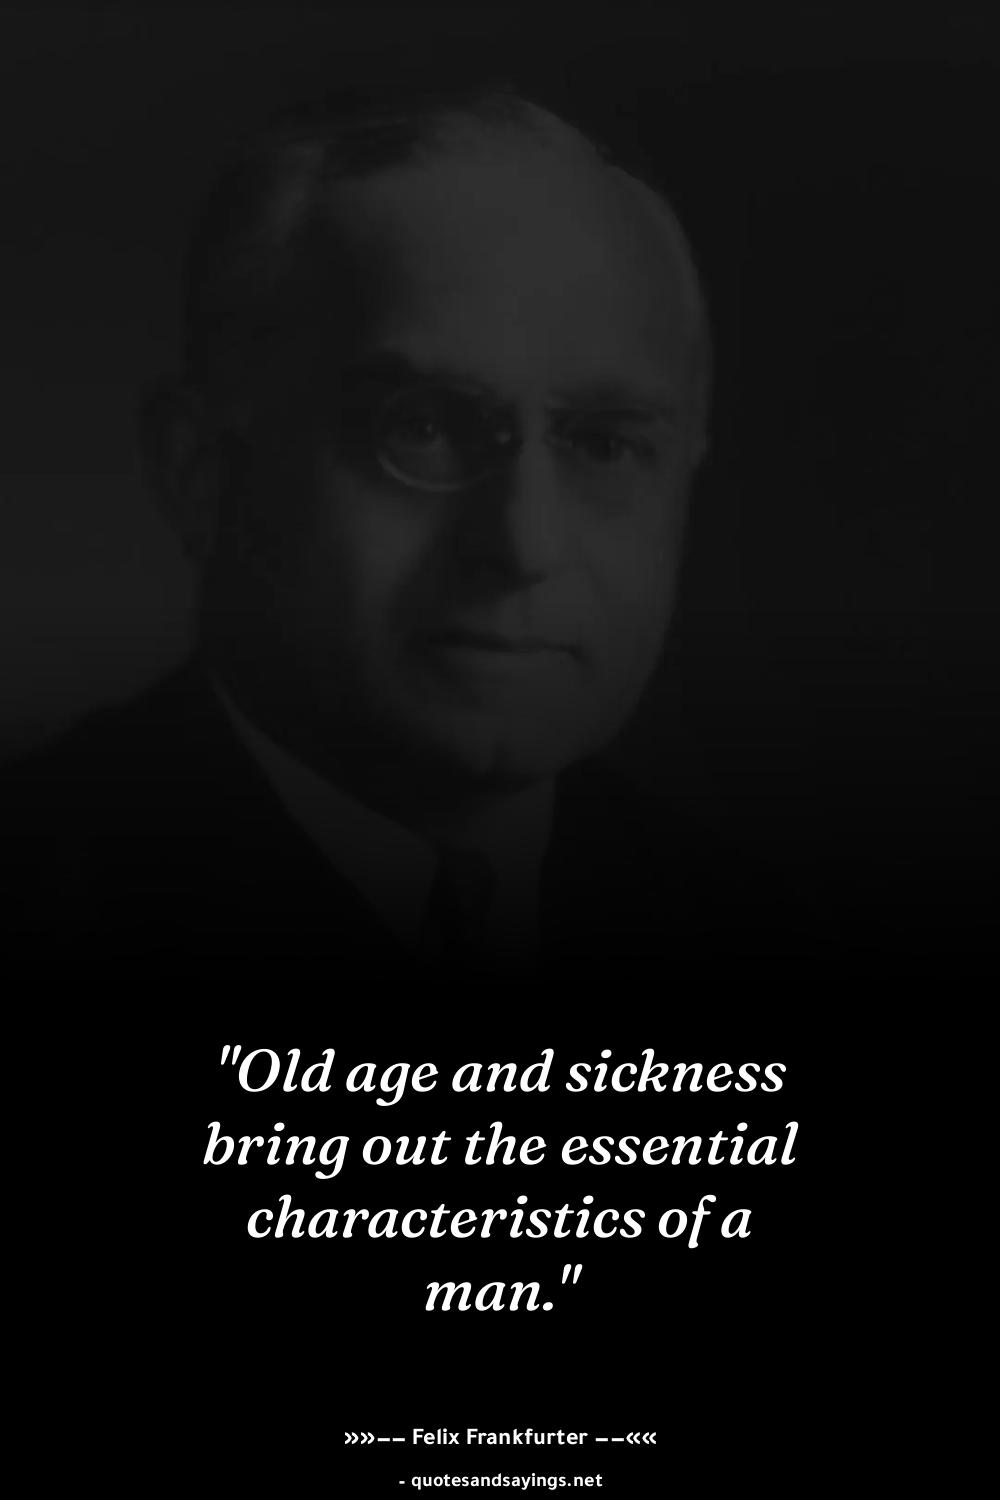 "Old age and sickness
bring out the essential
characteristics of a
man."
»»–– Felix Frankfurter ––««
- quotesandsayings.net